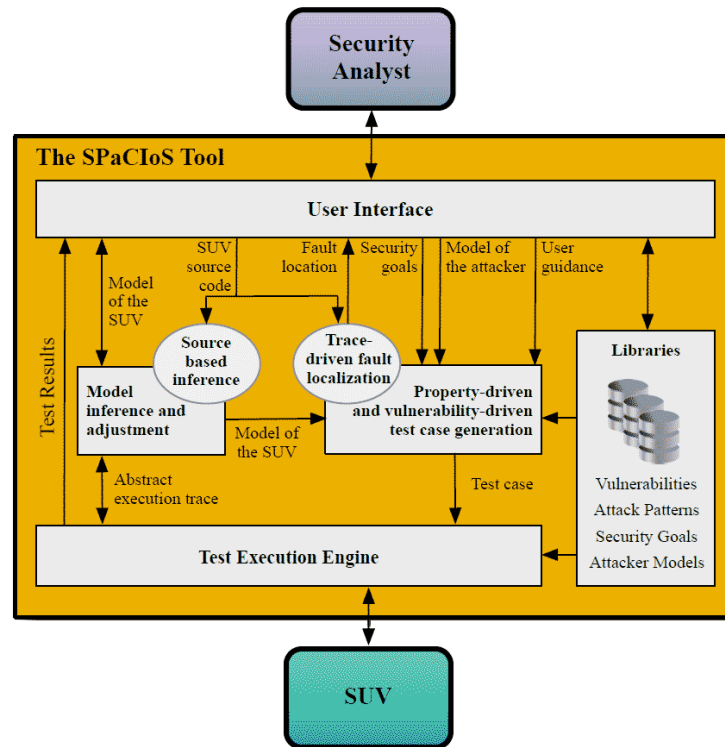 Security
Analyst
The SPaCIoS Tool
User Interface
SUV
source
code
Fault
location
Security
goals
Model of
the attacker
User
guidance
Model
of the
SUV
Test Results
Source
based
inference
Trace-
driven fault
localization
Libraries
Model
inference and
adjustment
Property-driven
and vulnerability-driven
test case generation
Model of
the SUV
Abstract
execution trace
Test case
Vulnerabilities
Attack Patterns
Security Goals
Attacker Models
Test Execution Engine
SUV